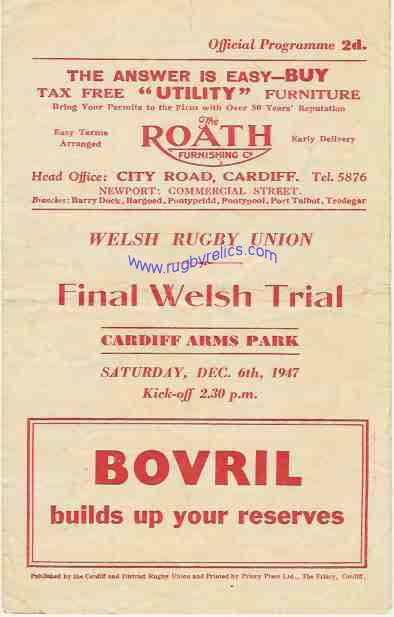 Official Programme 2d.
THE ANSWER IS EASY—BUY
TAX FREE "UTILITY" FURNITURE
Bring Your Permits to the Firm with Over 50 Years' Reputation
Easy Terms Arranged
The ROATH FURNISHING Co
Early Delivery
Head Office: CITY ROAD, CARDIFF. Tel. 5876
NEWPORT: COMMERCIAL STREET.
Branches: Barry Dock, Bargoed, Pontypridd, Pontypool, Port Talbot, Tredegar
WELSH RUGBY UNION
www.rugbyrelics.com
Final Welsh Trial
CARDIFF ARMS PARK
SATURDAY, DEC. 6th, 1947
Kick-off 2.30 p.m.
BOVRIL
builds up your reserves
Published by the Cardiff and District Rugby Union and Printed by Priory Press Ltd., The Friary, Cardiff.